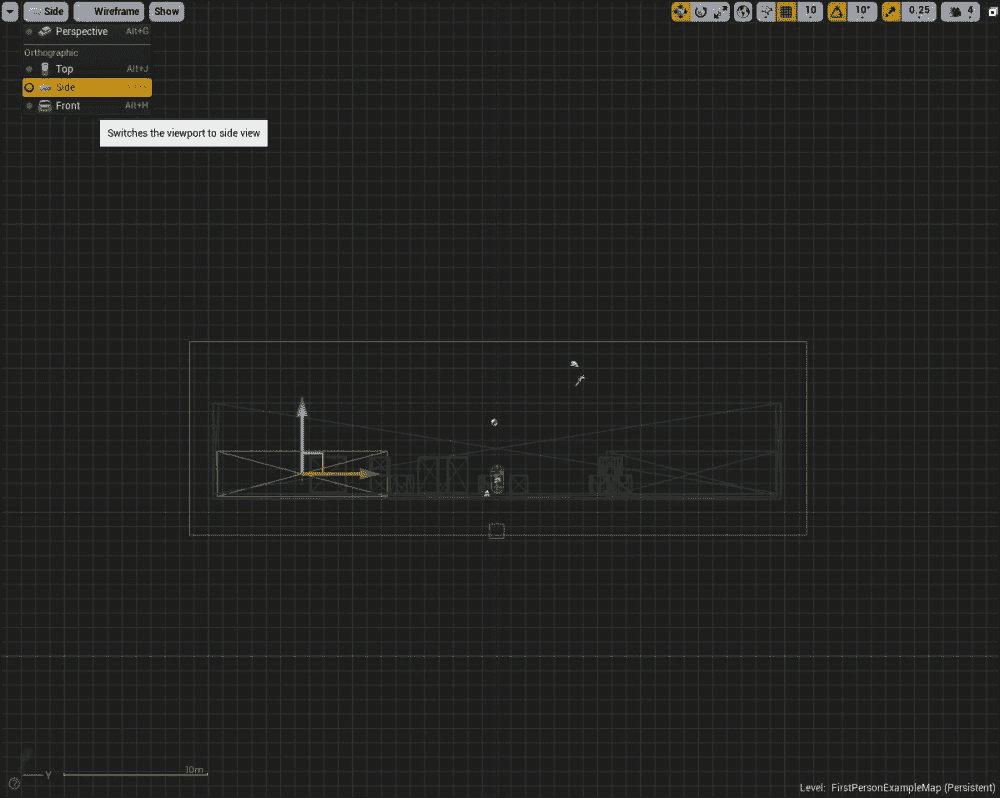 Side Wireframe Show 10 10° 0.25 4
Perspective Alt+G
Orthographic
Top Alt+J
Side
Front Alt+H
Switches the viewport to side view
10m
Y
Level: FirstPersonExampleMap (Persistent)